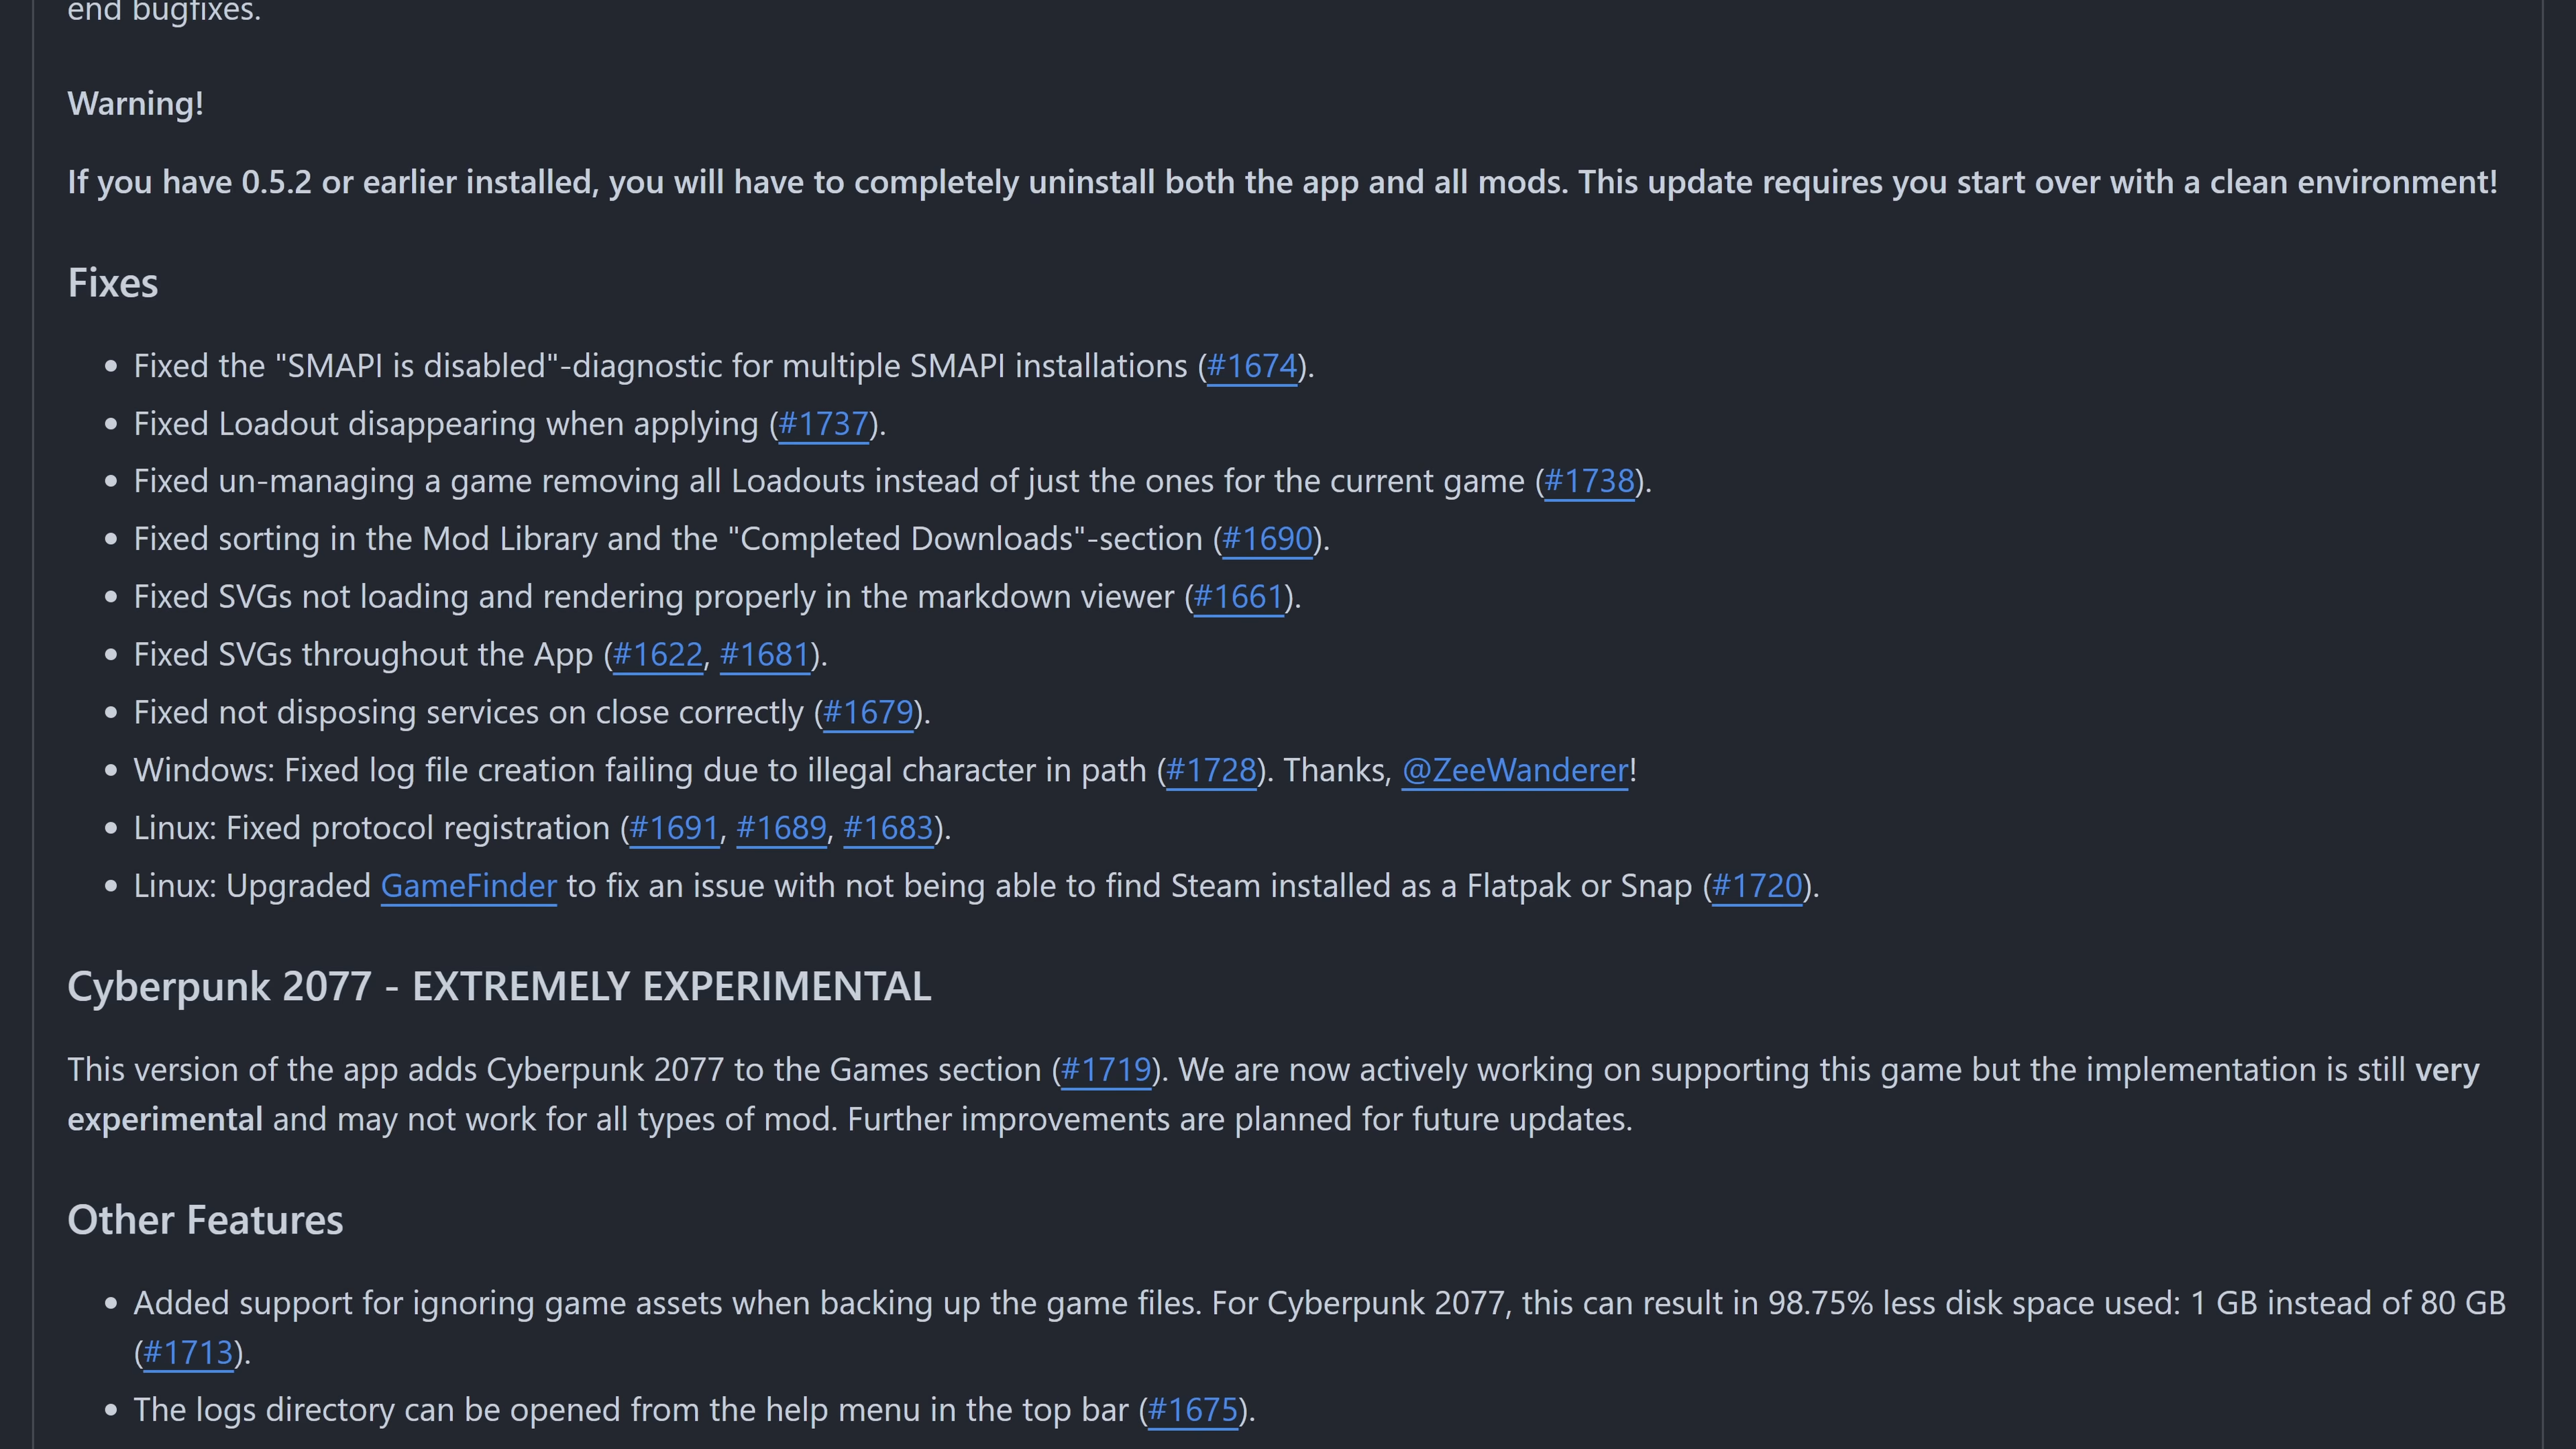 end bugfixes.
Warning!
If you have 0.5.2 or earlier installed, you will have to completely uninstall both the app and all mods. This update requires you start over with a clean environment!
Fixes
• Fixed the "SMAPI is disabled"-diagnostic for multiple SMAPI installations (#1674).
• Fixed Loadout disappearing when applying (#1737).
• Fixed un-managing a game removing all Loadouts instead of just the ones for the current game (#1738).
• Fixed sorting in the Mod Library and the "Completed Downloads"-section (#1690).
• Fixed SVGs not loading and rendering properly in the markdown viewer (#1661).
• Fixed SVGs throughout the App (#1622, #1681).
• Fixed not disposing services on close correctly (#1679).
• Windows: Fixed log file creation failing due to illegal character in path (#1728). Thanks, @ZeeWanderer!
• Linux: Fixed protocol registration (#1691, #1689, #1683).
• Linux: Upgraded GameFinder to fix an issue with not being able to find Steam installed as a Flatpak or Snap (#1720).
Cyberpunk 2077 - EXTREMELY EXPERIMENTAL
This version of the app adds Cyberpunk 2077 to the Games section (#1719). We are now actively working on supporting this game but the implementation is still very
experimental and may not work for all types of mod. Further improvements are planned for future updates.
Other Features
• Added support for ignoring game assets when backing up the game files. For Cyberpunk 2077, this can result in 98.75% less disk space used: 1 GB instead of 80 GB
(#1713).
• The logs directory can be opened from the help menu in the top bar (#1675).